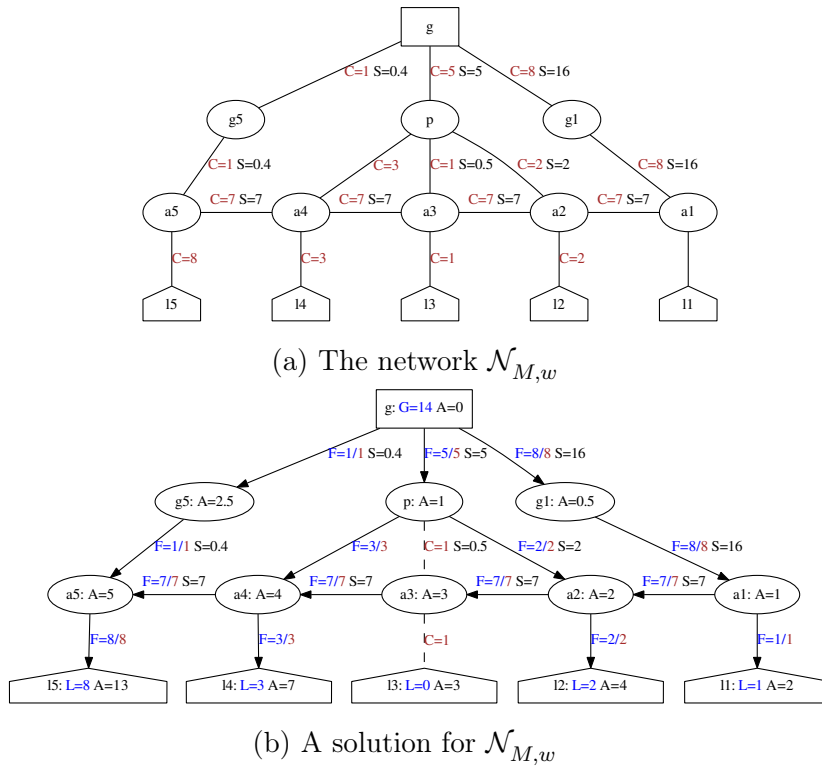 g
C=1 S=0.4
C=5 S=5
C=8 S=16
g5
p
g1
C=1 S=0.4
C=3
C=1 S=0.5
C=2 S=2
C=8 S=16
a5
C=7 S=7
a4
C=7 S=7
a3
C=7 S=7
a2
C=7 S=7
a1
C=8
C=3
C=1
C=2
l5
l4
l3
l2
l1
(a) The network N_{M,w}
g: G=14 A=0
F=1/1 S=0.4
F=5/5 S=5
F=8/8 S=16
g5: A=2.5
p: A=1
g1: A=0.5
F=1/1 S=0.4
F=3/3
C=1 S=0.5
F=2/2 S=2
F=8/8 S=16
a5: A=5
F=7/7 S=7
a4: A=4
F=7/7 S=7
a3: A=3
F=7/7 S=7
a2: A=2
F=7/7 S=7
a1: A=1
F=8/8
F=3/3
C=1
F=2/2
F=1/1
l5: L=8 A=13
l4: L=3 A=7
l3: L=0 A=3
l2: L=2 A=4
l1: L=1 A=2
(b) A solution for N_{M,w}